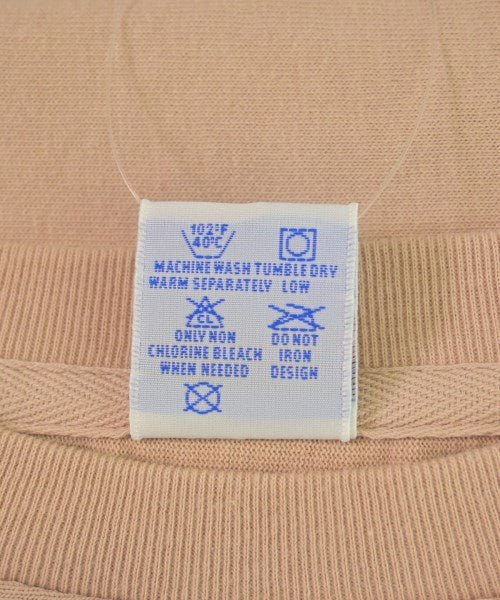 102°F
40°C
MACHINE WASH TUMBLE DRY
WARM SEPARATELY LOW
CL
ONLY NON
CHLORINE BLEACH
WHEN NEEDED
DO NOT
IRON
DESIGN